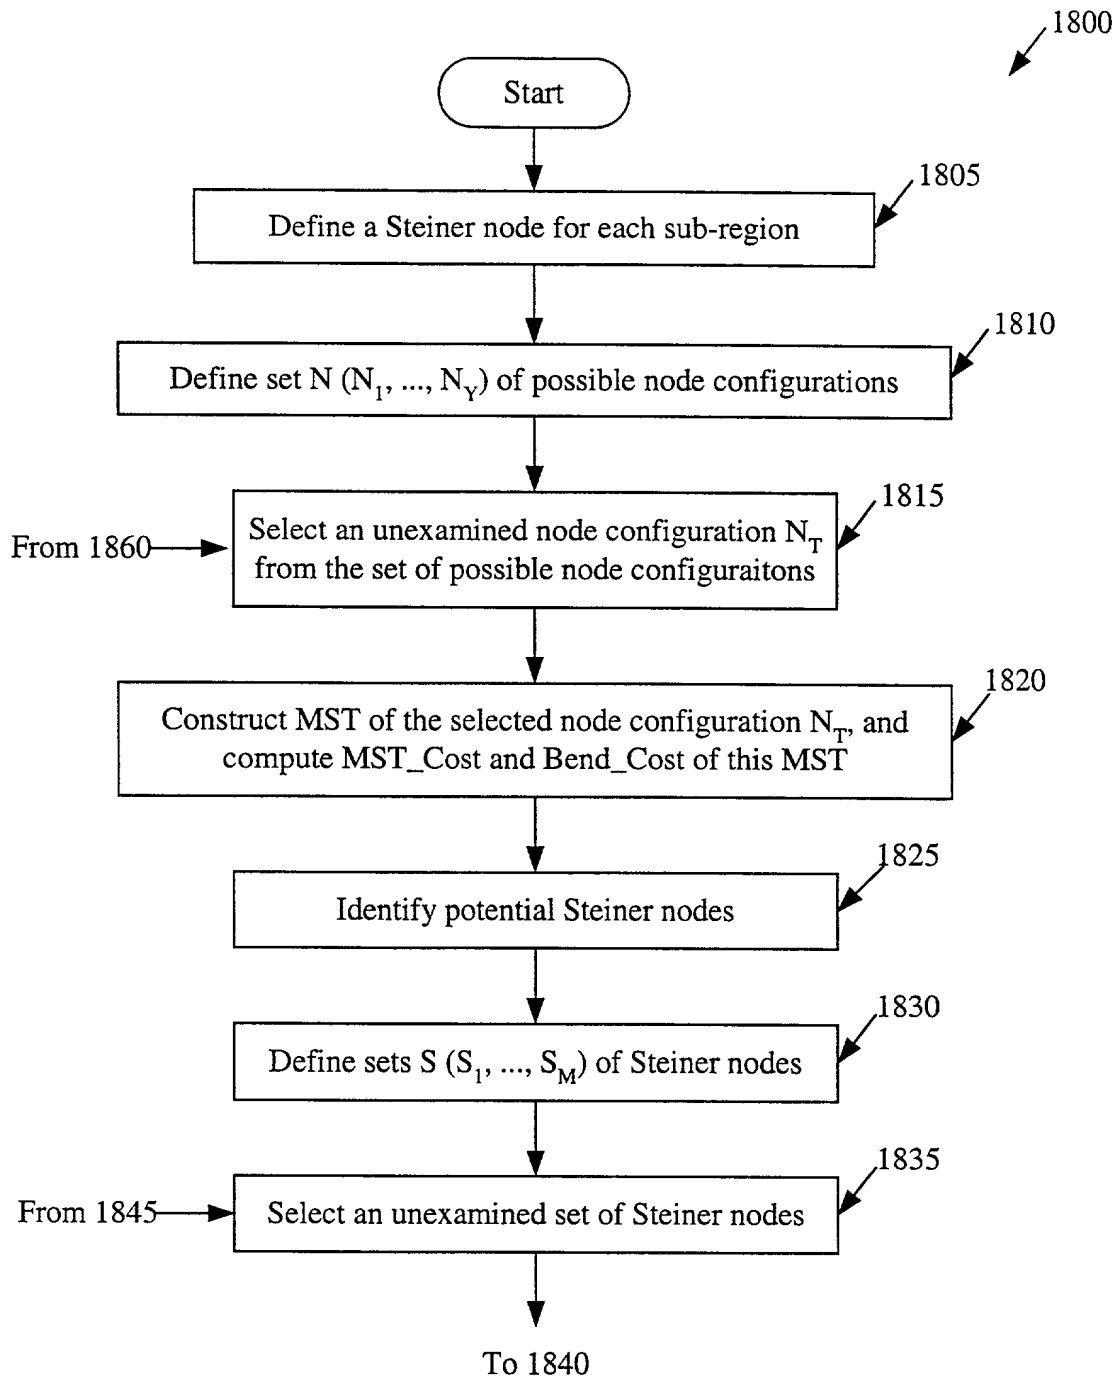 1800
Start
1805
Define a Steiner node for each sub-region
1810
Define set N (N1, ..., NY) of possible node configurations
1815
Select an unexamined node configuration NT
from the set of possible node configuraitons
From 1860
1820
Construct MST of the selected node configuration NT, and
compute MST_Cost and Bend_Cost of this MST
1825
Identify potential Steiner nodes
1830
Define sets S (S1, ..., SM) of Steiner nodes
1835
From 1845
Select an unexamined set of Steiner nodes
To 1840